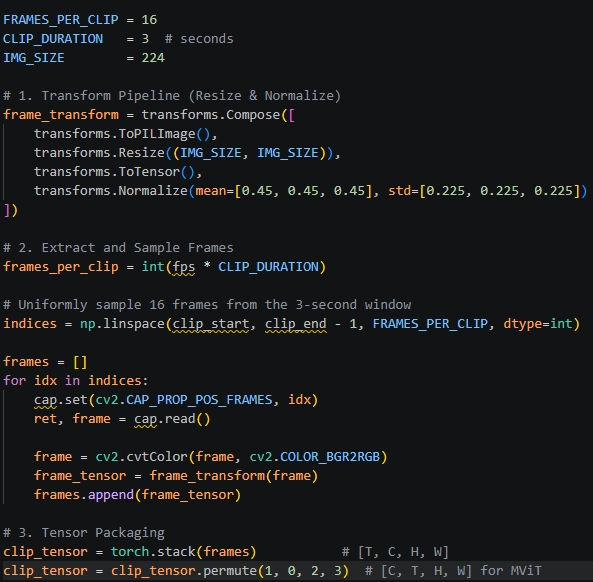 FRAMES_PER_CLIP = 16
CLIP_DURATION   = 3  # seconds
IMG_SIZE        = 224
# 1. Transform Pipeline (Resize & Normalize)
frame_transform = transforms.Compose([
    transforms.ToPILImage(),
    transforms.Resize((IMG_SIZE, IMG_SIZE)),
    transforms.ToTensor(),
    transforms.Normalize(mean=[0.45, 0.45, 0.45], std=[0.225, 0.225, 0.225])
])
# 2. Extract and Sample Frames
frames_per_clip = int(fps * CLIP_DURATION)
# Uniformly sample 16 frames from the 3-second window
indices = np.linspace(clip_start, clip_end - 1, FRAMES_PER_CLIP, dtype=int)
frames = []
for idx in indices:
    cap.set(cv2.CAP_PROP_POS_FRAMES, idx)
    ret, frame = cap.read()
    frame = cv2.cvtColor(frame, cv2.COLOR_BGR2RGB)
    frame_tensor = frame_transform(frame)
    frames.append(frame_tensor)
# 3. Tensor Packaging
clip_tensor = torch.stack(frames)           # [T, C, H, W]
clip_tensor = clip_tensor.permute(1, 0, 2, 3)  # [C, T, H, W] for MViT